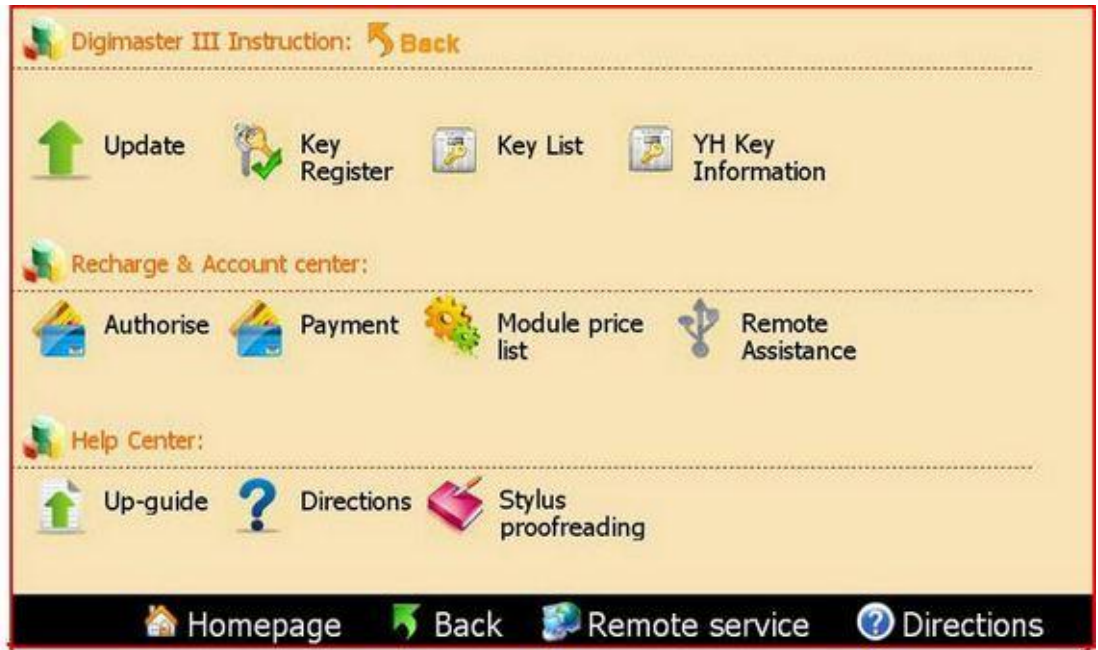 Digimaster III Instruction: Back
Update Key Register Key List YH Key Information
Recharge & Account center:
Authorise Payment Module price list Remote Assistance
Help Center:
Up-guide Directions Stylus proofreading
Homepage Back Remote service Directions